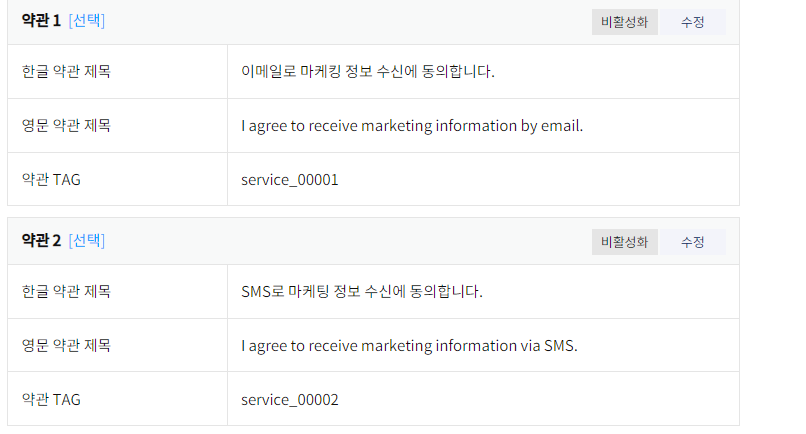 약관 1 [선택] 비활성화 수정
한글 약관 제목 이메일로 마케킹 정보 수신에 동의합니다.
영문 약관 제목 I agree to receive marketing information by email.
약관 TAG service_00001
약관 2 [선택] 비활성화 수정
한글 약관 제목 SMS로 마케팅 정보 수신에 동의합니다.
영문 약관 제목 I agree to receive marketing information via SMS.
약관 TAG service_00002